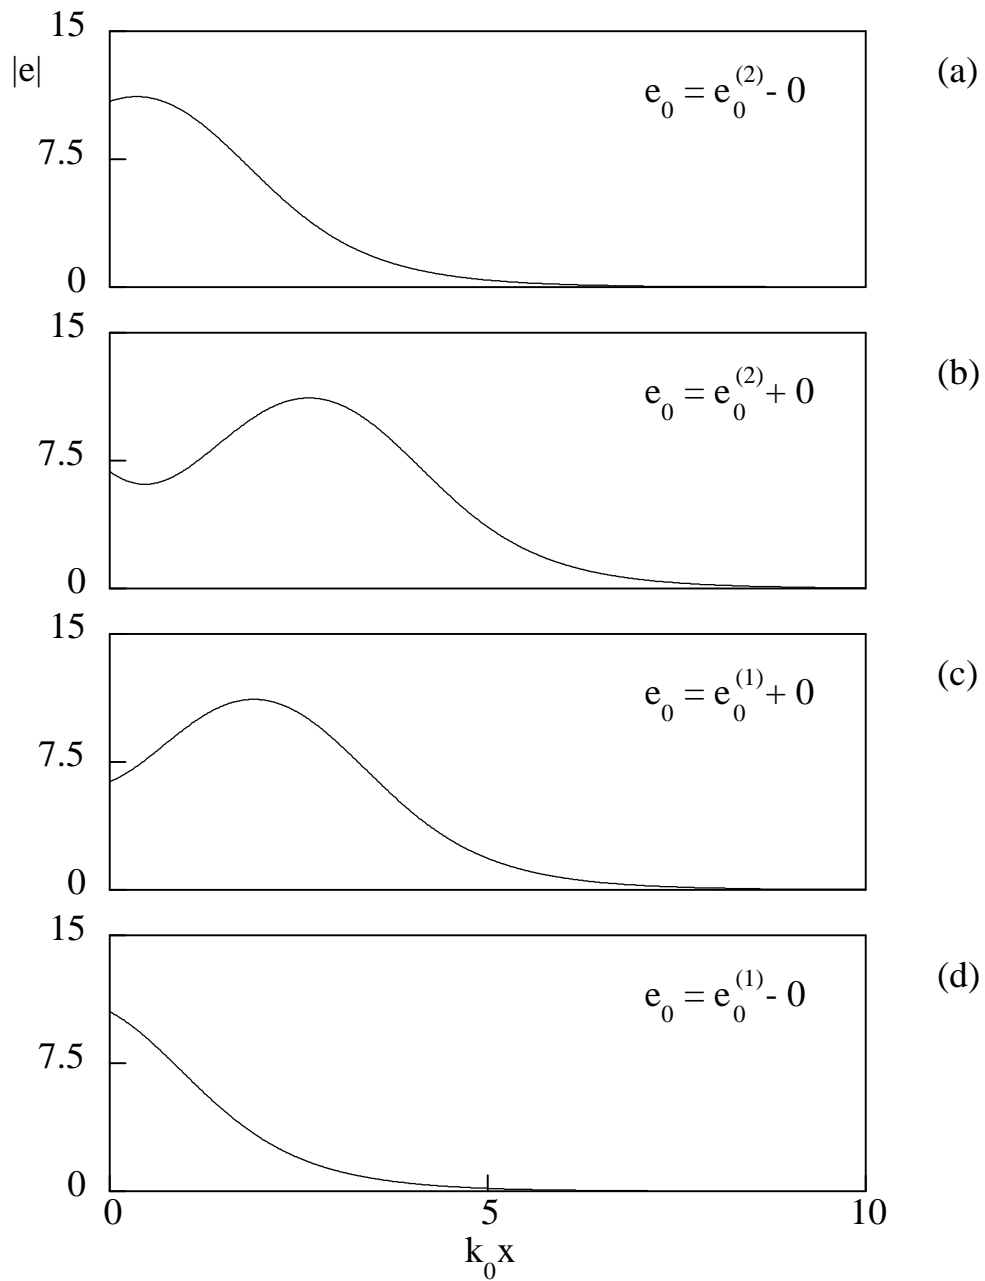 15
|e|
e₀ = e₀⁽²⁾ - 0
(a)
7.5
0
15
e₀ = e₀⁽²⁾ + 0
(b)
7.5
0
15
e₀ = e₀⁽¹⁾ + 0
(c)
7.5
0
15
e₀ = e₀⁽¹⁾ - 0
(d)
7.5
0
0 5 10
k₀x